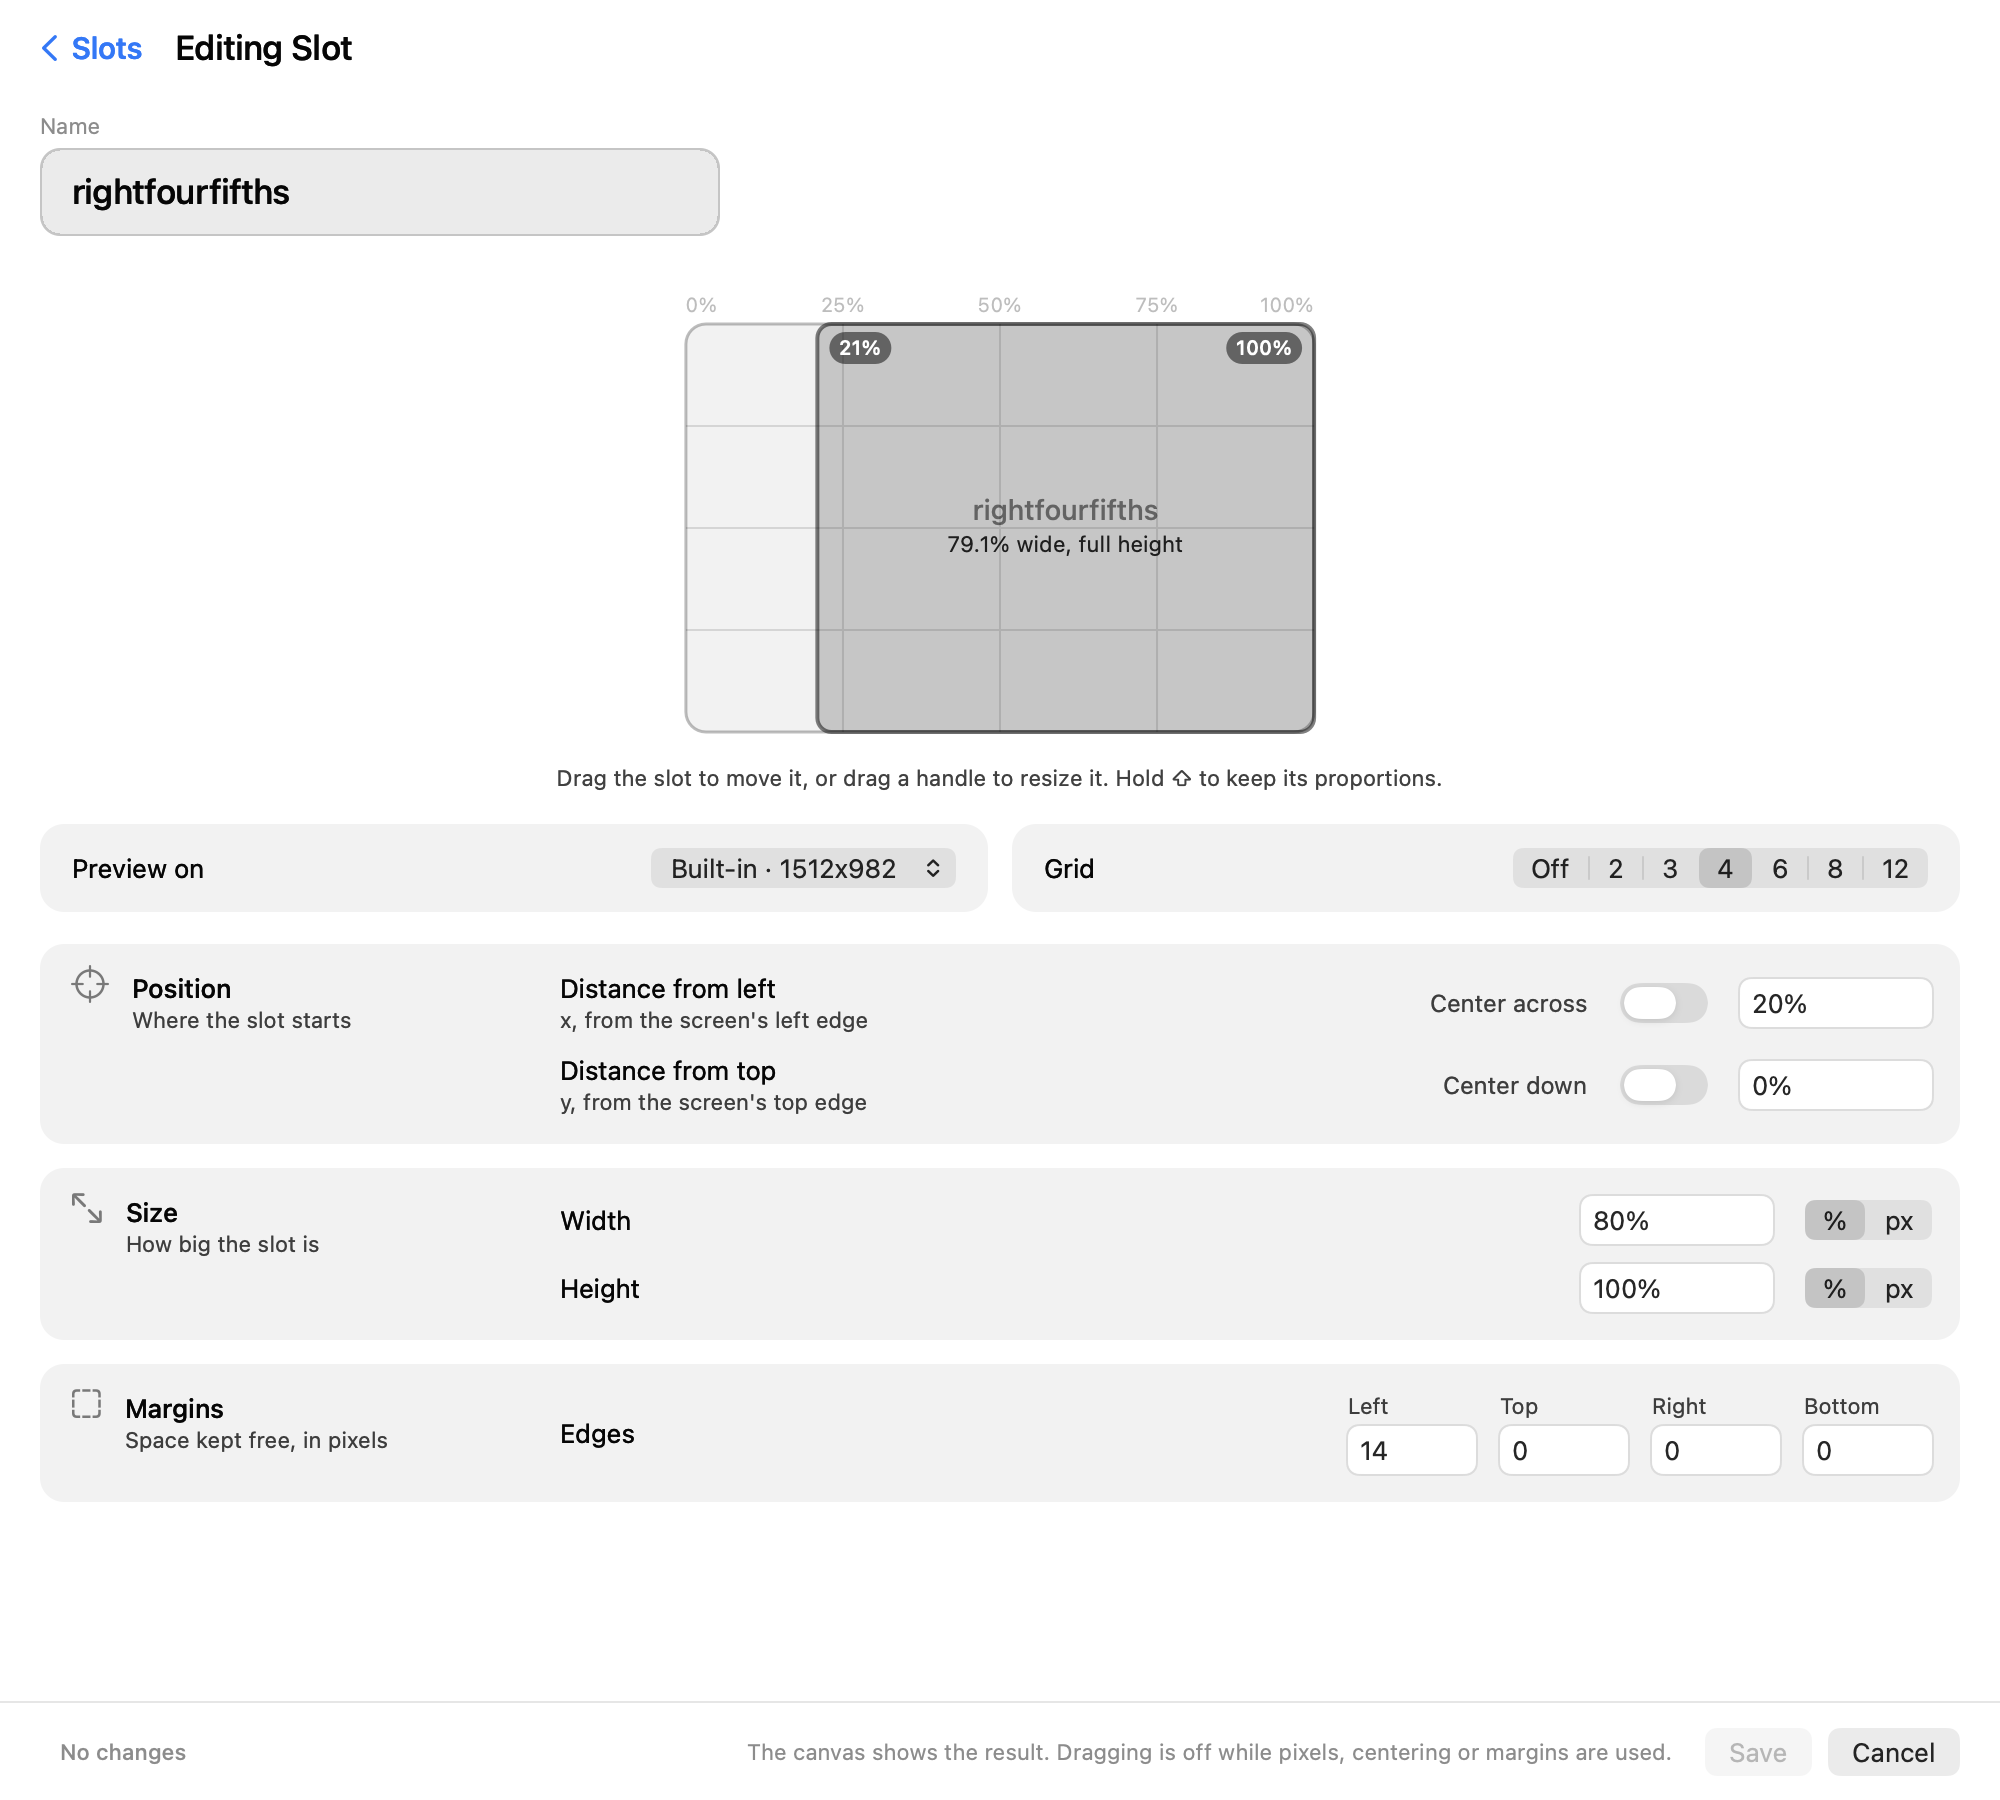 Slots Editing Slot
Name
rightfourfifths
0% 25% 50% 75% 100%
21% 100%
rightfourfifths
79.1% wide, full height
Drag the slot to move it, or drag a handle to resize it. Hold ⇧ to keep its proportions.
Preview on Built-in · 1512x982
Grid Off 2 3 4 6 8 12
Position
Where the slot starts
Distance from left
x, from the screen's left edge
Center across 20%
Distance from top
y, from the screen's top edge
Center down 0%
Size
How big the slot is
Width 80% % px
Height 100% % px
Margins
Space kept free, in pixels
Edges
Left Top Right Bottom
14 0 0 0
No changes
The canvas shows the result. Dragging is off while pixels, centering or margins are used.
Save Cancel